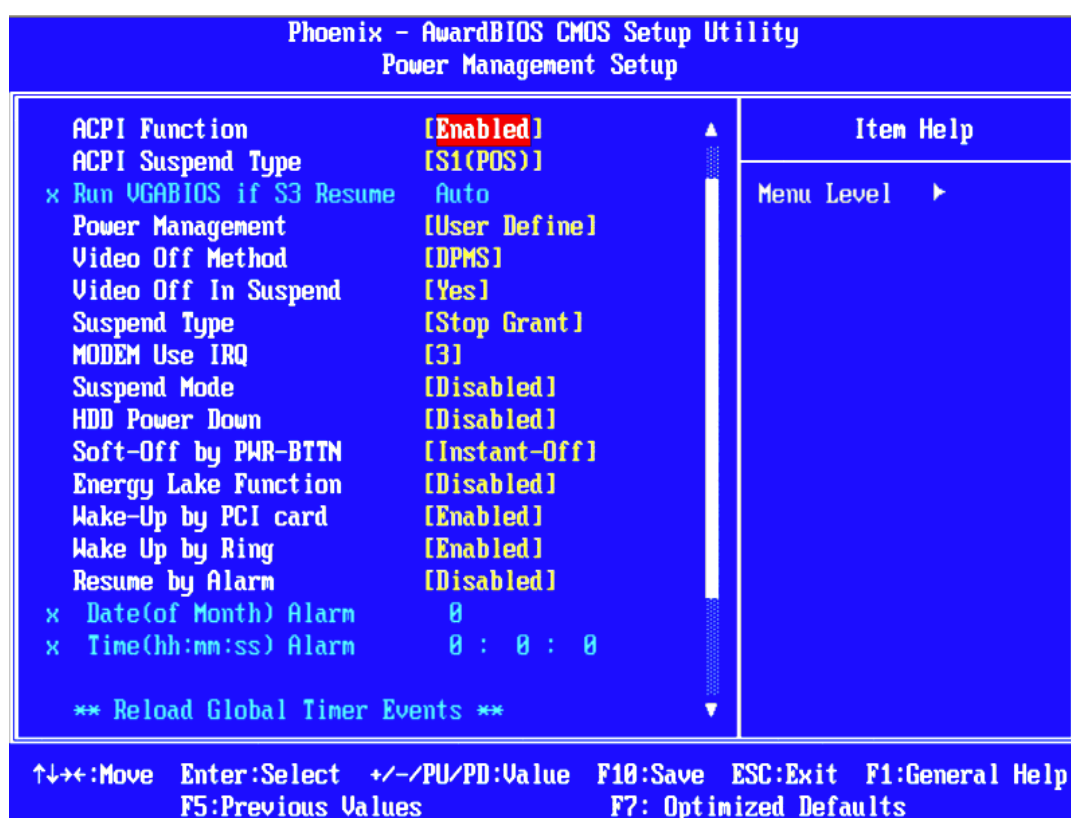 Phoenix - AwardBIOS CMOS Setup Utility
Power Management Setup
ACPI Function [Enabled]
ACPI Suspend Type [S1(POS)]
x Run VGABIOS if S3 Resume Auto
Power Management [User Define]
Video Off Method [DPMS]
Video Off In Suspend [Yes]
Suspend Type [Stop Grant]
MODEM Use IRQ [3]
Suspend Mode [Disabled]
HDD Power Down [Disabled]
Soft-Off by PWR-BTTN [Instant-Off]
Energy Lake Function [Disabled]
Wake-Up by PCI card [Enabled]
Wake Up by Ring [Enabled]
Resume by Alarm [Disabled]
x Date(of Month) Alarm 0
x Time(hh:mm:ss) Alarm 0 : 0 : 0
** Reload Global Timer Events **
Item Help
Menu Level ►
↑↓→←:Move Enter:Select +/-/PU/PD:Value F10:Save ESC:Exit F1:General Help
F5:Previous Values F7: Optimized Defaults